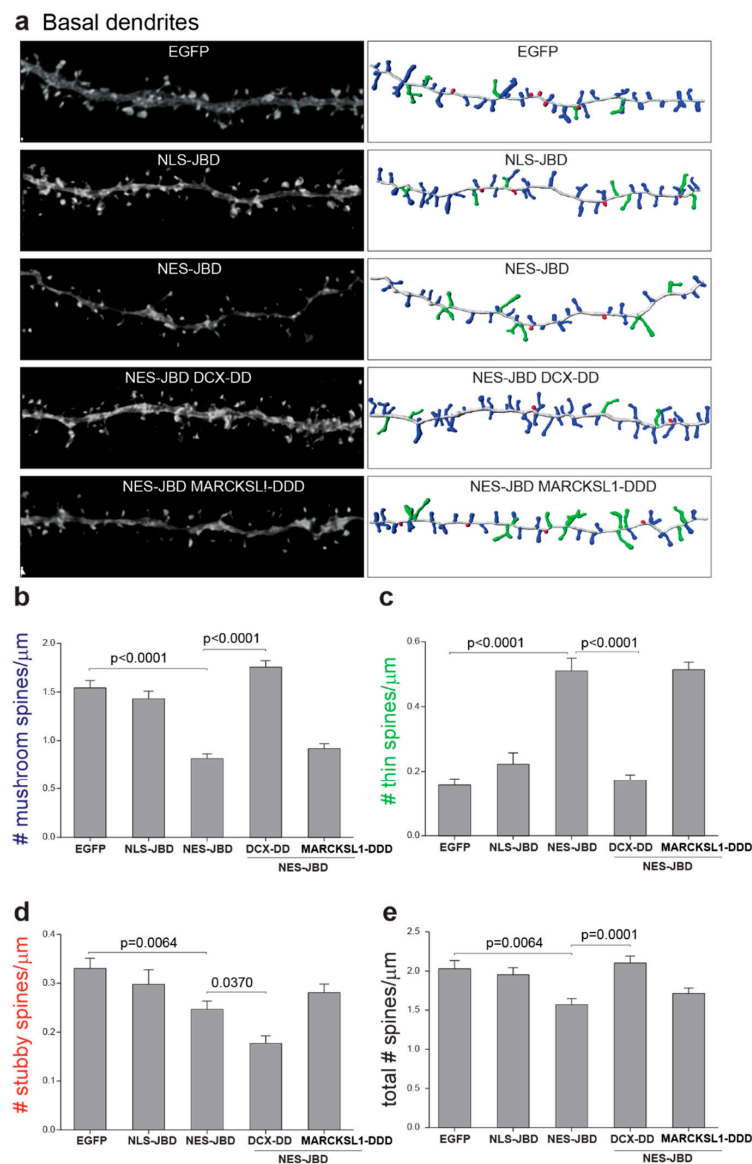 a Basal dendrites
EGFP
EGFP
NLS-JBD
NLS-JBD
NES-JBD
NES-JBD
NES-JBD DCX-DD
NES-JBD DCX-DD
NES-JBD MARCKSL!-DDD
NES-JBD MARCKSL1-DDD
b
# mushroom spines/µm
2.0
1.5
1.0
0.5
0.0
p<0.0001
p<0.0001
EGFP NLS-JBD NES-JBD DCX-DD MARCKSL1-DDD
NES-JBD
c
# thin spines/µm
0.6
0.4
0.2
0.0
p<0.0001
p<0.0001
EGFP NLS-JBD NES-JBD DCX-DD MARCKSL1-DDD
NES-JBD
d
# stubby spines/µm
0.4
0.3
0.2
0.1
0.0
p=0.0064
0.0370
EGFP NLS-JBD NES-JBD DCX-DD MARCKSL1-DDD
NES-JBD
e
total # spines/µm
2.5
2.0
1.5
1.0
0.5
0.0
p=0.0064
p=0.0001
EGFP NLS-JBD NES-JBD DCX-DD MARCKSL1-DDD
NES-JBD